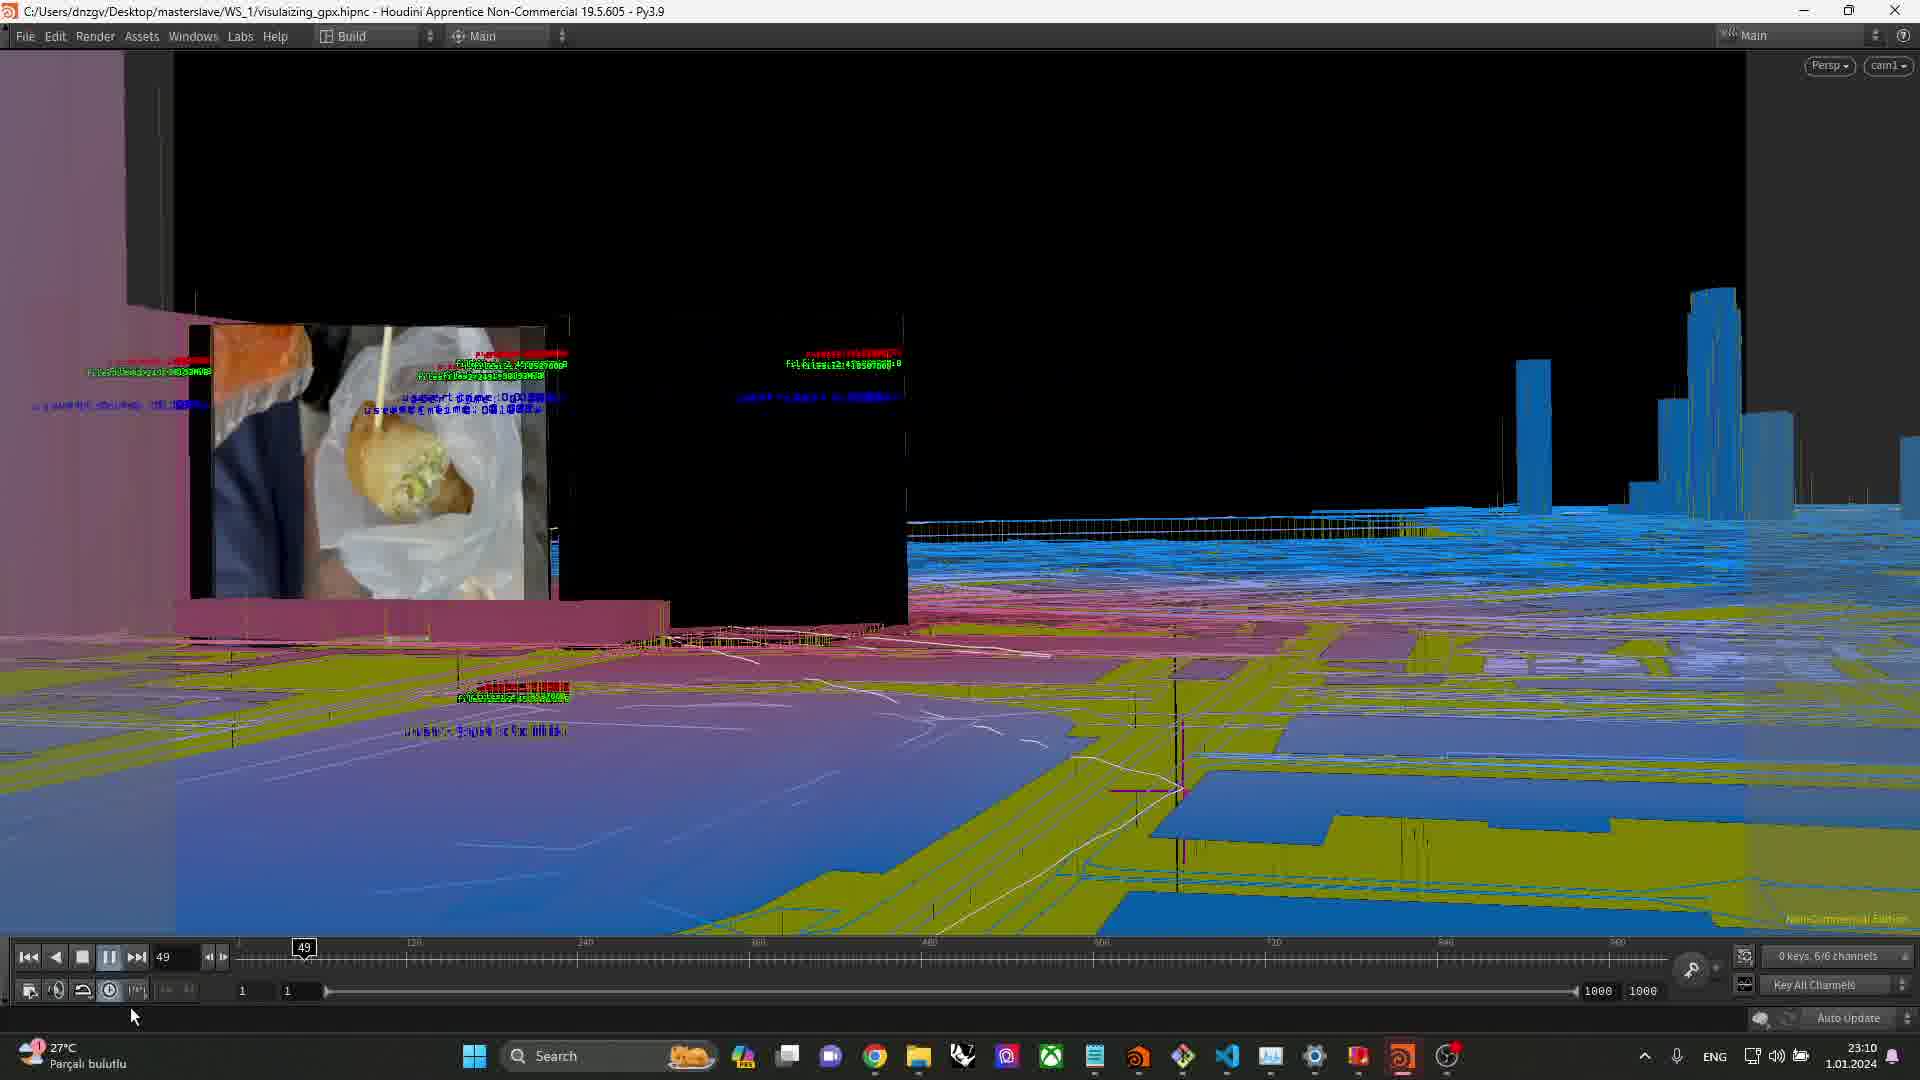 C:/Users/dnzgv/Desktop/masterslave/WS_1/visulaizing_gpx.hipnc - Houdini Apprentice Non-Commercial 19.5.605 - Py3.9
File Edit Render Assets Windows Labs Help Build Main Main
Persp cam1
Non-Commercial Edition
49 49 1 120 240 360 480 600 720 840 960
0 keys, 6/6 channels
1 1 1000 1000 Key All Channels
Auto Update
27°C
Parçalı bulutlu
Search
PRE
ENG
23:10
1.01.2024